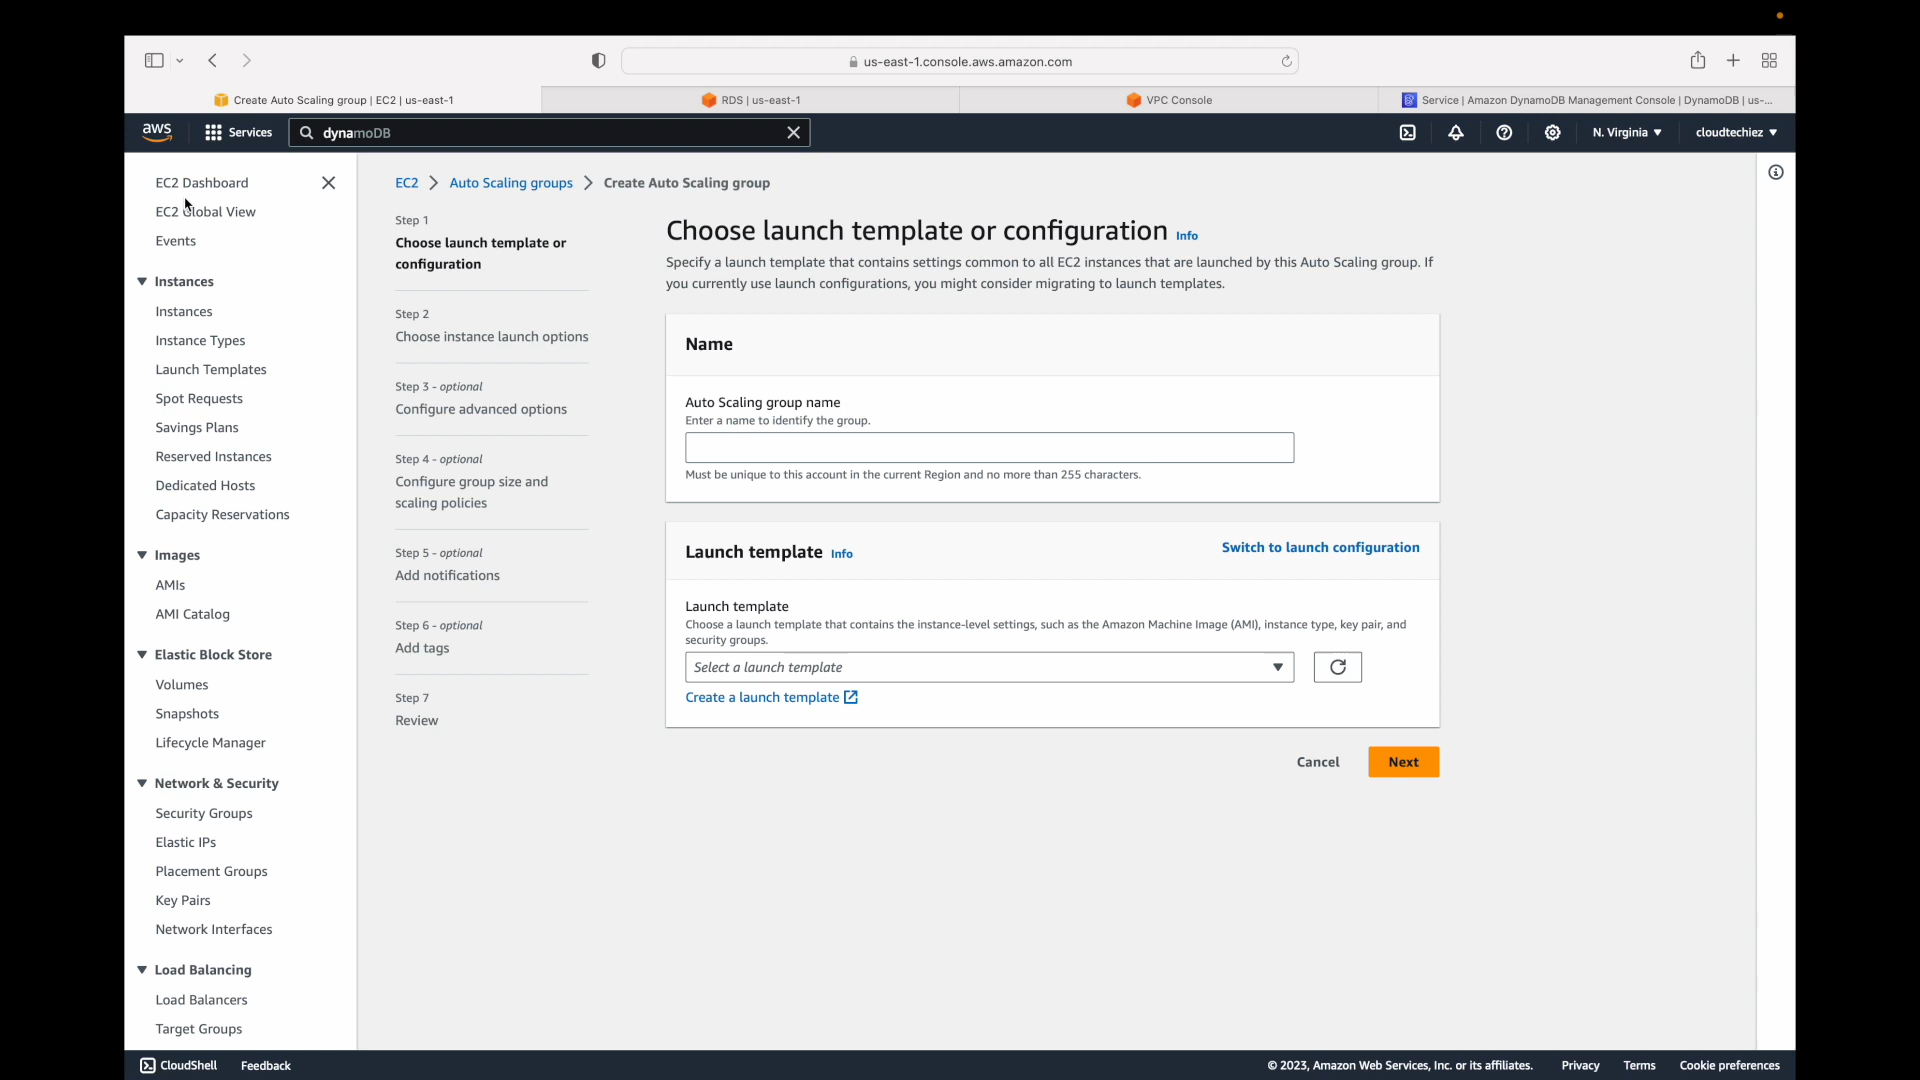 us-east-1.console.aws.amazon.com
Create Auto Scaling group | EC2 | us-east-1
RDS | us-east-1
VPC Console
Service | Amazon DynamoDB Management Console | DynamoDB | us-...
aws
Services
dynamoDB
N. Virginia
cloudtechiez
EC2 Dashboard
EC2 Global View
Events
Instances
Instances
Instance Types
Launch Templates
Spot Requests
Savings Plans
Reserved Instances
Dedicated Hosts
Capacity Reservations
Images
AMIs
AMI Catalog
Elastic Block Store
Volumes
Snapshots
Lifecycle Manager
Network & Security
Security Groups
Elastic IPs
Placement Groups
Key Pairs
Network Interfaces
Load Balancing
Load Balancers
Target Groups
EC2 > Auto Scaling groups > Create Auto Scaling group
Step 1
Choose launch template or
configuration
Step 2
Choose instance launch options
Step 3 - optional
Configure advanced options
Step 4 - optional
Configure group size and
scaling policies
Step 5 - optional
Add notifications
Step 6 - optional
Add tags
Step 7
Review
Choose launch template or configuration Info
Specify a launch template that contains settings common to all EC2 instances that are launched by this Auto Scaling group. If
you currently use launch configurations, you might consider migrating to launch templates.
Name
Auto Scaling group name
Enter a name to identify the group.
Must be unique to this account in the current Region and no more than 255 characters.
Launch template Info
Switch to launch configuration
Launch template
Choose a launch template that contains the instance-level settings, such as the Amazon Machine Image (AMI), instance type, key pair, and
security groups.
Select a launch template
Create a launch template
Cancel
Next
CloudShell
Feedback
© 2023, Amazon Web Services, Inc. or its affiliates.
Privacy
Terms
Cookie preferences